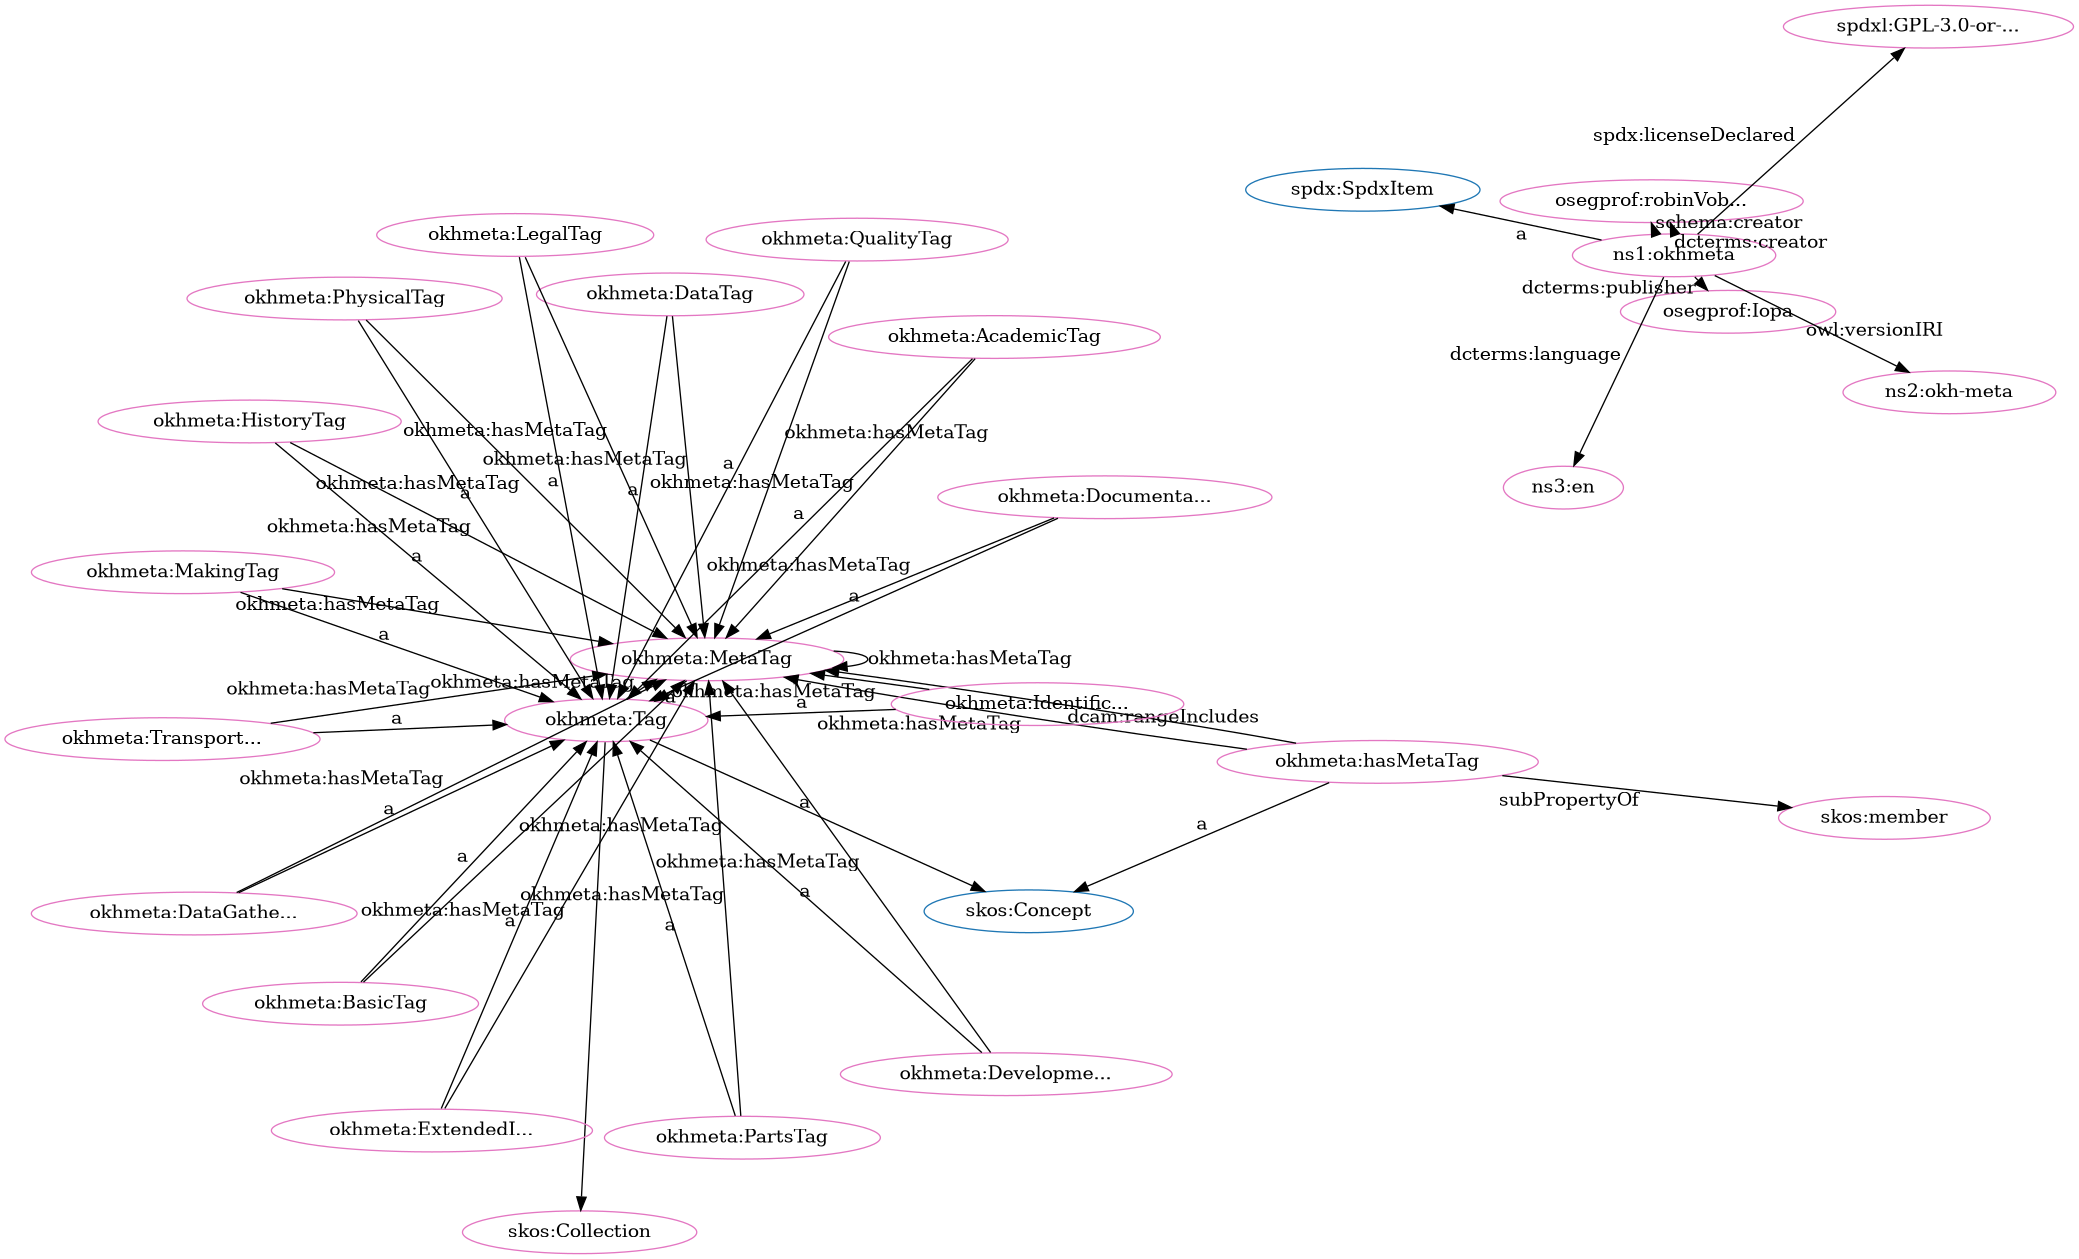 spdxl:GPL-3.0-or-...
spdx:licenseDeclared
spdx:SpdxItem
osegprof:robinVob...
schema:creator
dcterms:creator
a
ns1:okhmeta
okhmeta:LegalTag
okhmeta:QualityTag
dcterms:publisher
okhmeta:PhysicalTag
okhmeta:DataTag
osegprof:Iopa
owl:versionIRI
okhmeta:AcademicTag
dcterms:language
ns2:okh-meta
okhmeta:HistoryTag
okhmeta:hasMetaTag
okhmeta:hasMetaTag
okhmeta:hasMetaTag
a
okhmeta:hasMetaTag
a
okhmeta:hasMetaTag
a
a
ns3:en
okhmeta:Documenta...
a
okhmeta:hasMetaTag
a
okhmeta:hasMetaTag
okhmeta:MakingTag
okhmeta:hasMetaTag
a
a
okhmeta:MetaTag
okhmeta:hasMetaTag
okhmeta:hasMetaTag
okhmeta:hasMetaTag
okhmeta:hasMetaTag
a
a
okhmeta:Identific...
okhmeta:Tag
a
okhmeta:hasMetaTag
dcam:rangeIncludes
okhmeta:Transport...
okhmeta:hasMetaTag
okhmeta:hasMetaTag
a
a
subPropertyOf
skos:member
okhmeta:hasMetaTag
a
a
okhmeta:hasMetaTag
okhmeta:hasMetaTag
a
okhmeta:DataGathe...
okhmeta:hasMetaTag
a
a
skos:Concept
okhmeta:BasicTag
okhmeta:Developme...
okhmeta:ExtendedI...
okhmeta:PartsTag
skos:Collection